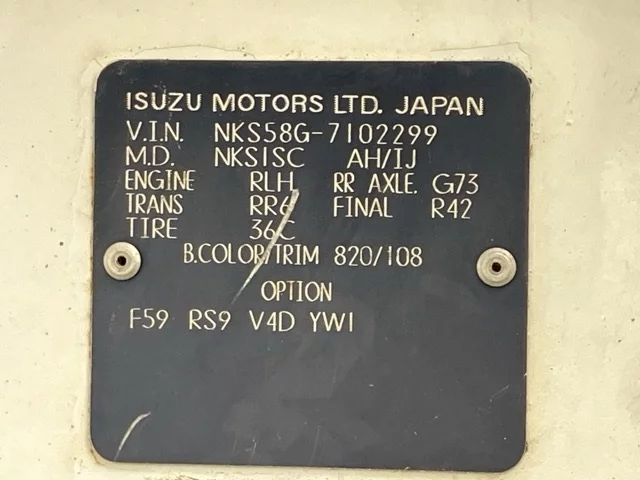 ISUZU MOTORS LTD. JAPAN
V.I.N. NKS58G-7102299
M.D. NKS1SC AH/IJ
ENGINE RLH RR AXLE. G73
TRANS RR6 FINAL R42
TIRE 36C
B.COLOR/TRIM 820/108
OPTION
F59 RS9 V4D YW1